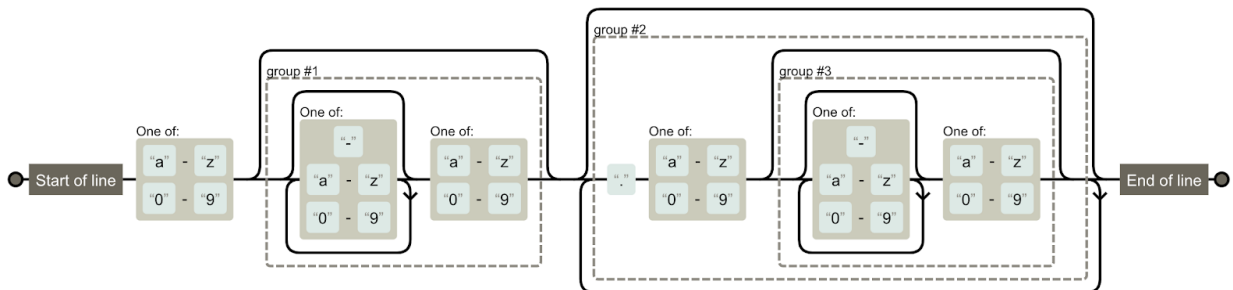 group #2
group #1
group #3
One of:
One of:
One of:
One of:
One of:
One of:
“-”
“-”
“a” - “z”
“a” - “z”
“a” - “z”
“a” - “z”
“a” - “z”
“a” - “z”
Start of line
“.”
End of line
“0” - “9”
“0” - “9”
“0” - “9”
“0” - “9”
“0” - “9”
“0” - “9”